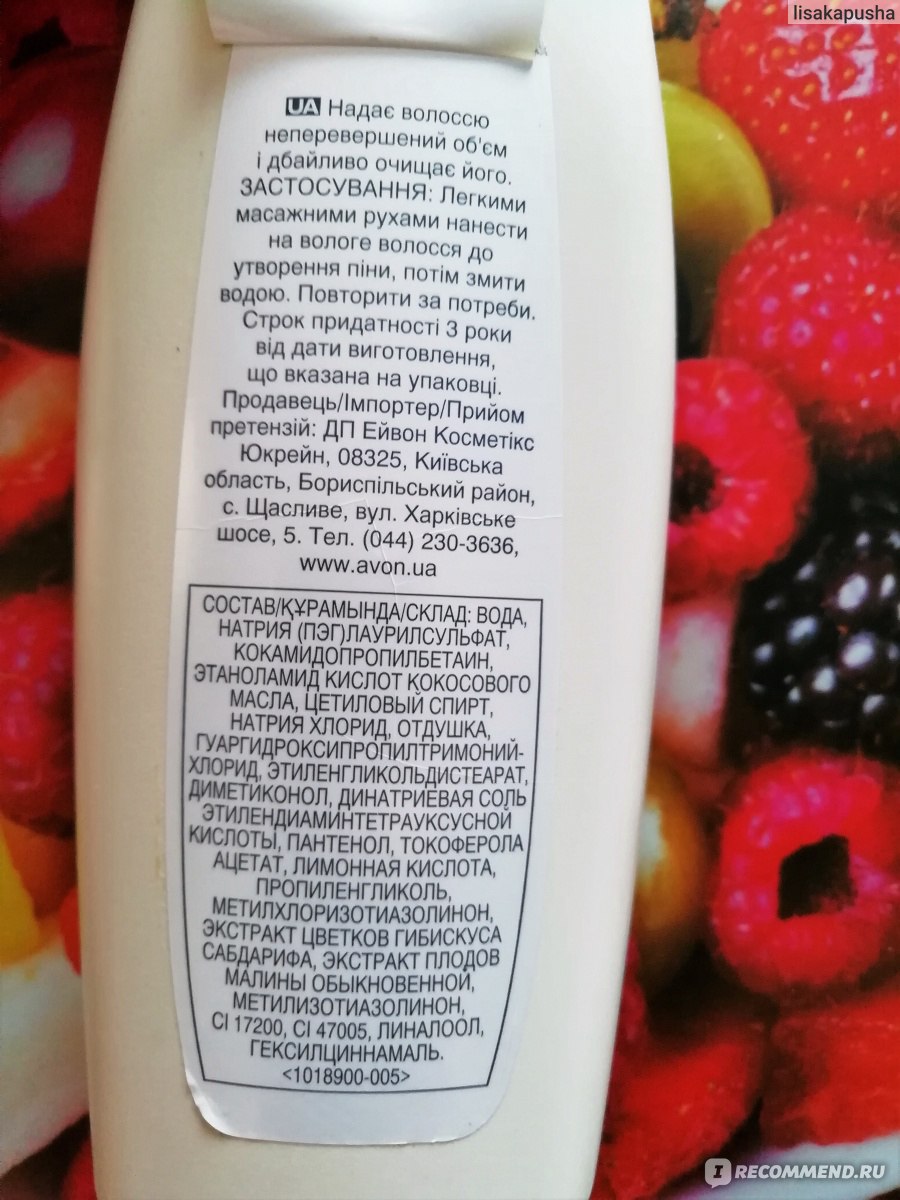 lisakapusha
UA Надає волоссю
неперевершений об'єм
і дбайливо очищає його.
ЗАСТОСУВАННЯ: Легкими
масажними рухами нанести
на вологе волосся до
утворення піни, потім змити
водою. Повторити за потреби.
Строк придатності 3 роки
від дати виготовлення,
що вказана на упаковці.
Продавець/Імпортер/Прийом
претензій: ДП Ейвон Косметікс
Юкрейн, 08325, Київська
область, Бориспільський район,
с. Щасливе, вул. Харківське
шосе, 5. Тел. (044) 230-3636,
www.avon.ua
СОСТАВ/ҚҰРАМЫНДА/СКЛАД: ВОДА,
НАТРИЯ (ПЭГ)ЛАУРИЛСУЛЬФАТ,
КОКАМИДОПРОПИЛБЕТАИН,
ЭТАНОЛАМИД КИСЛОТ КОКОСОВОГО
МАСЛА, ЦЕТИЛОВЫЙ СПИРТ,
НАТРИЯ ХЛОРИД, ОТДУШКА,
ГУАРГИДРОКСИПРОПИЛТРИМОНИЙ-
ХЛОРИД, ЭТИЛЕНГЛИКОЛЬДИСТЕАРАТ,
ДИМЕТИКОНОЛ, ДИНАТРИЕВАЯ СОЛЬ
ЭТИЛЕНДИАМИНТЕТРАУКСУСНОЙ
КИСЛОТЫ, ПАНТЕНОЛ, ТОКОФЕРОЛА
АЦЕТАТ, ЛИМОННАЯ КИСЛОТА,
ПРОПИЛЕНГЛИКОЛЬ,
МЕТИЛХЛОРИЗОТИАЗОЛИНОН,
ЭКСТРАКТ ЦВЕТКОВ ГИБИСКУСА
САБДАРИФА, ЭКСТРАКТ ПЛОДОВ
МАЛИНЫ ОБЫКНОВЕННОЙ,
МЕТИЛИЗОТИАЗОЛИНОН,
CI 17200, CI 47005, ЛИНАЛООЛ,
ГЕКСИЛЦИННАМАЛЬ.
<1018900-005>
IRECOMMEND.RU